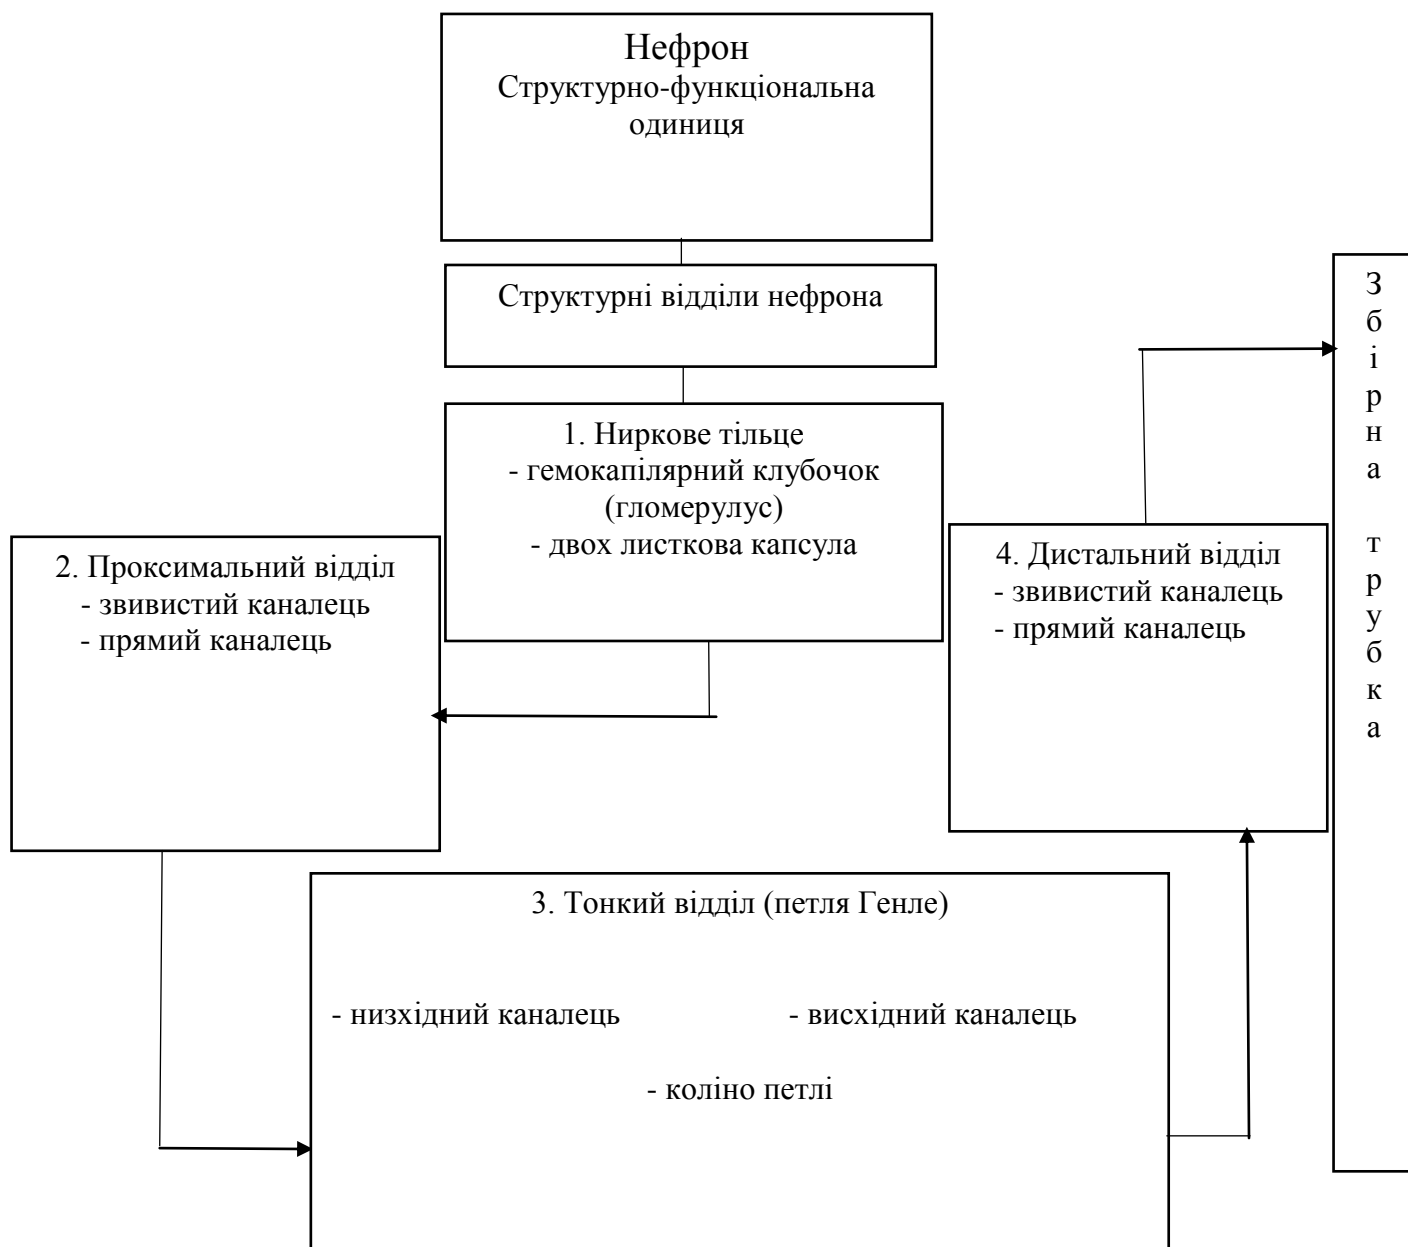 Нефрон
Структурно-функціональна
одиниця
Структурні відділи нефрона
1. Ниркове тільце
- гемокапілярний клубочок
(гломерулус)
- двох листкова капсула
2. Проксимальний відділ
- звивистий каналець
- прямий каналець
3. Тонкий відділ (петля Генле)
- низхідний каналець - висхідний каналець
- коліно петлі
4. Дистальний відділ
- звивистий каналець
- прямий каналець
Збірна трубка